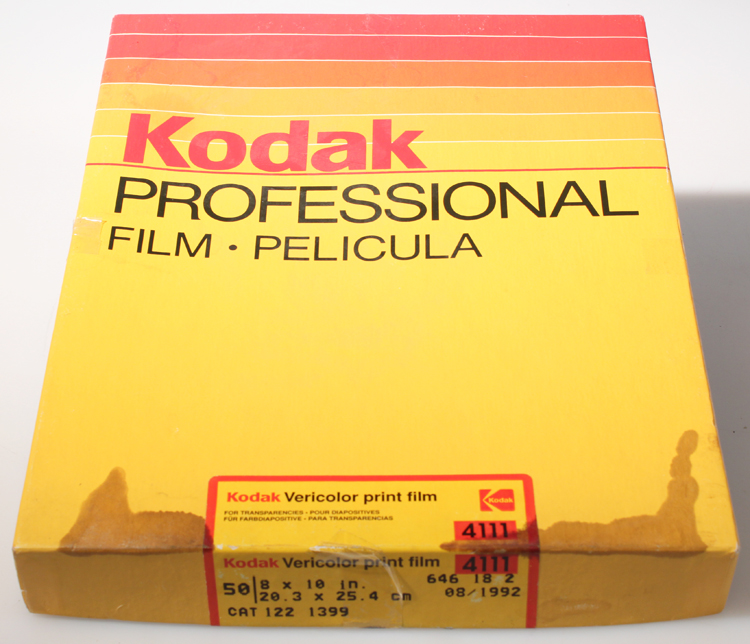 Kodak
PROFESSIONAL
FILM • PELICULA
Kodak Vericolor print film
Kodak
FOR TRANSPARENCIES • POUR DIAPOSITIVES
FÜR FARBDIAPOSITIVE • PARA TRANSPARENCIAS
4111
Kodak Vericolor print film 4111
50 8 x 10 in. 646 18 2
20.3 x 25.4 cm 08/1992
CAT 122 1399